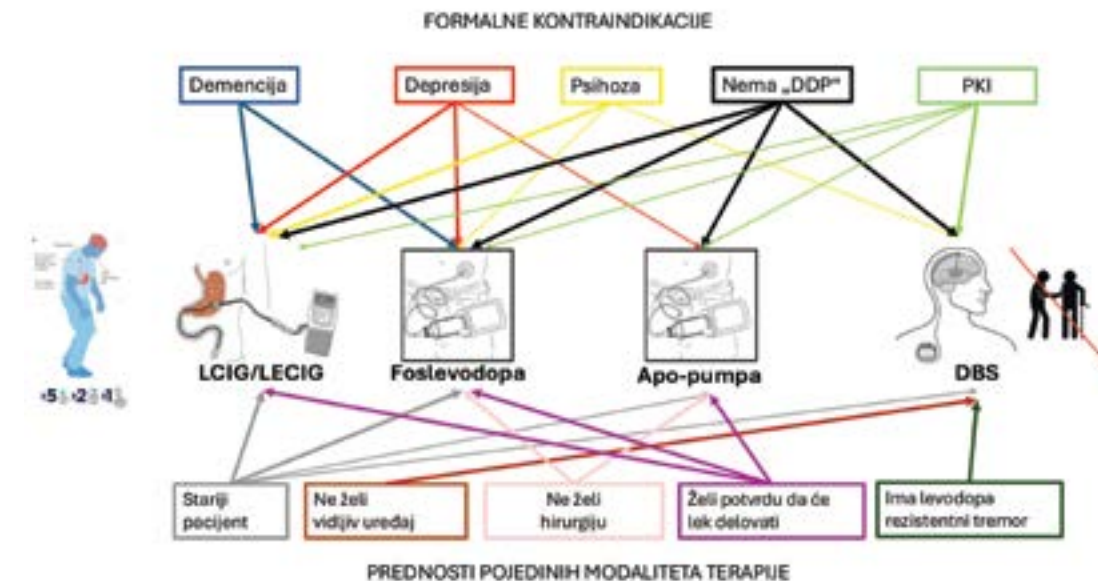 FORMALNE KONTRAINDIKACIJE
Demencija
Depresija
Psihoza
Nema „DDP“
PKI
LCIG/LECIG
Foslevodopa
Apo-pumpa
DBS
Stariji
pacijent
Ne želi
vidljiv uređaj
Ne želi
hirurgiju
Želi potvrdu da će
lek delovati
Ima levodopa
rezistentni tremor
PREDNOSTI POJEDINIH MODALITETA TERAPIJE